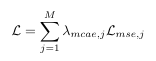 $$\mathcal{L} = \sum_{j=1}^{M} \lambda_{mcae,j} \mathcal{L}_{mse,j}$$